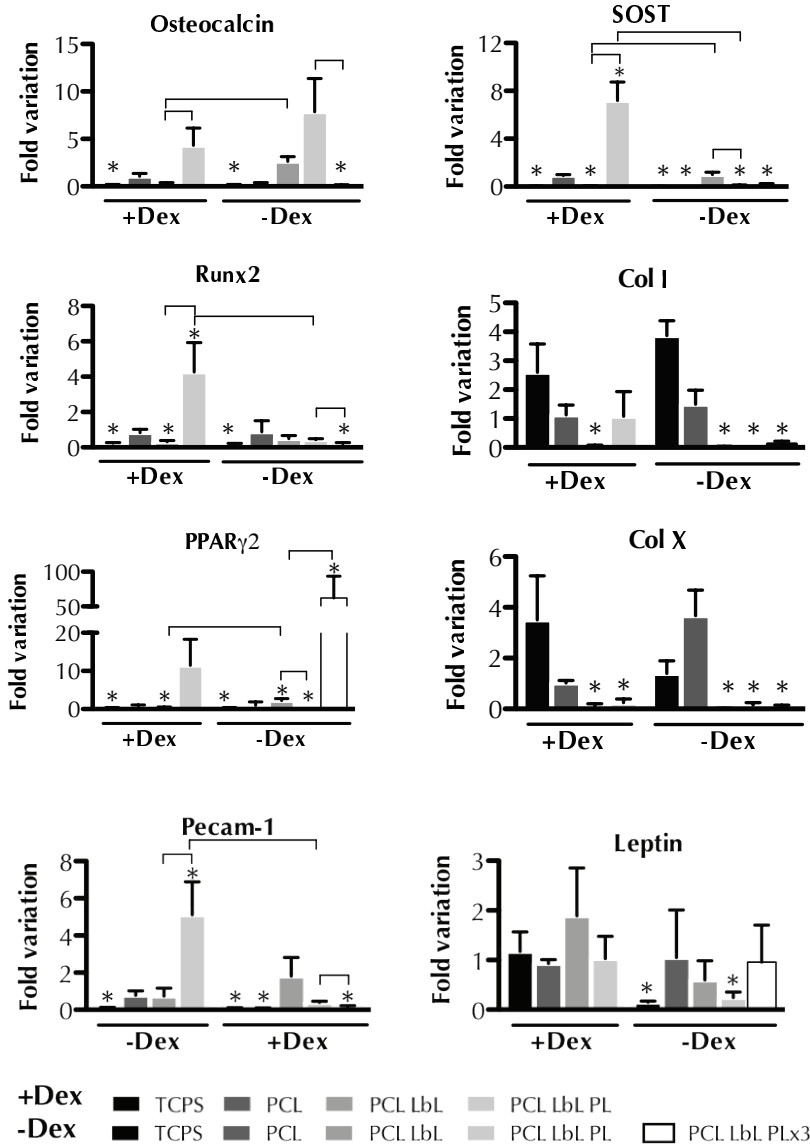 Osteocalcin
Fold variation
15
10
5
0
* * *
+Dex -Dex
SOST
Fold variation
12
8
4
0
* * * * * * *
+Dex -Dex
Runx2
Fold variation
8
6
4
2
0
* * * * *
+Dex -Dex
Col I
Fold variation
5
4
3
2
1
0
* * * *
+Dex -Dex
PPARγ2
Fold variation
100
50
20
10
0
* * * * * *
+Dex -Dex
Col X
Fold variation
6
4
2
0
* * * * *
+Dex -Dex
Pecam-1
Fold variation
8
6
4
2
0
* * * * *
-Dex +Dex
Leptin
Fold variation
3
2
1
0
* *
+Dex -Dex
+Dex TCPS PCL PCL LbL PCL LbL PL
-Dex TCPS PCL PCL LbL PCL LbL PL PCL LbL PLx3